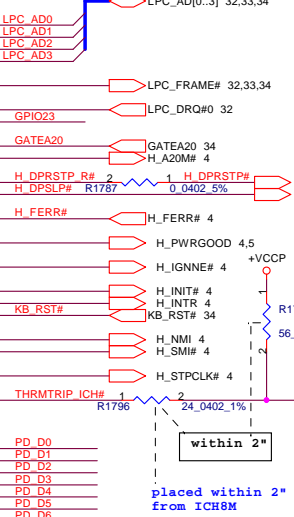 LPC_AD[0..3] 32,33,34
LPC_AD0
LPC_AD1
LPC_AD2
LPC_AD3
LPC_FRAME# 32,33,34
LPC_DRQ#0 32
GPIO23
GATEA20 GATEA20 34
H_A20M# 4
H_DPRSTP_R# 2 1 H_DPRSTP#
H_DPSLP# R1787 0_0402_5%
H_FERR# H_FERR# 4
H_PWRGOOD 4,5
+VCCP
H_IGNNE# 4
1
H_INIT# 4
H_INTR 4
KB_RST# KB_RST# 34
56_
H_NMI 4
H_SMI# 4
2
H_STPCLK# 4
THRMTRIP_ICH# 1 2
R1796 24_0402_1%
within 2"
PD_D0
PD_D1
PD_D2
PD_D3
PD_D4
PD_D5
PD_D6
placed within 2"
from ICH8M